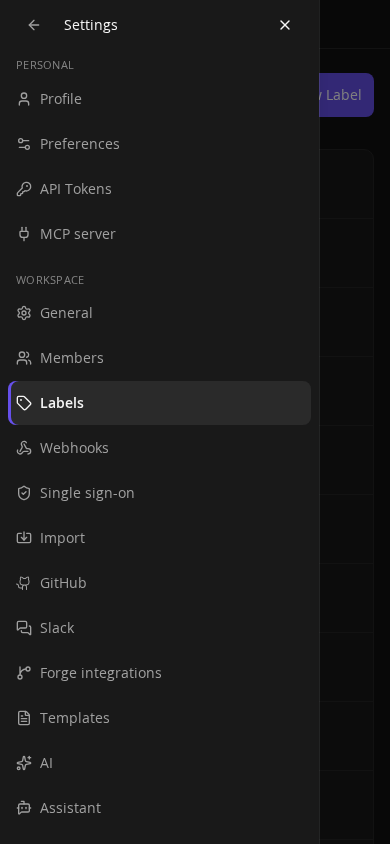 Settings
PERSONAL
Label
Profile
Preferences
API Tokens
MCP server
WORKSPACE
General
Members
Labels
Webhooks
Single sign-on
Import
GitHub
Slack
Forge integrations
Templates
AI
Assistant